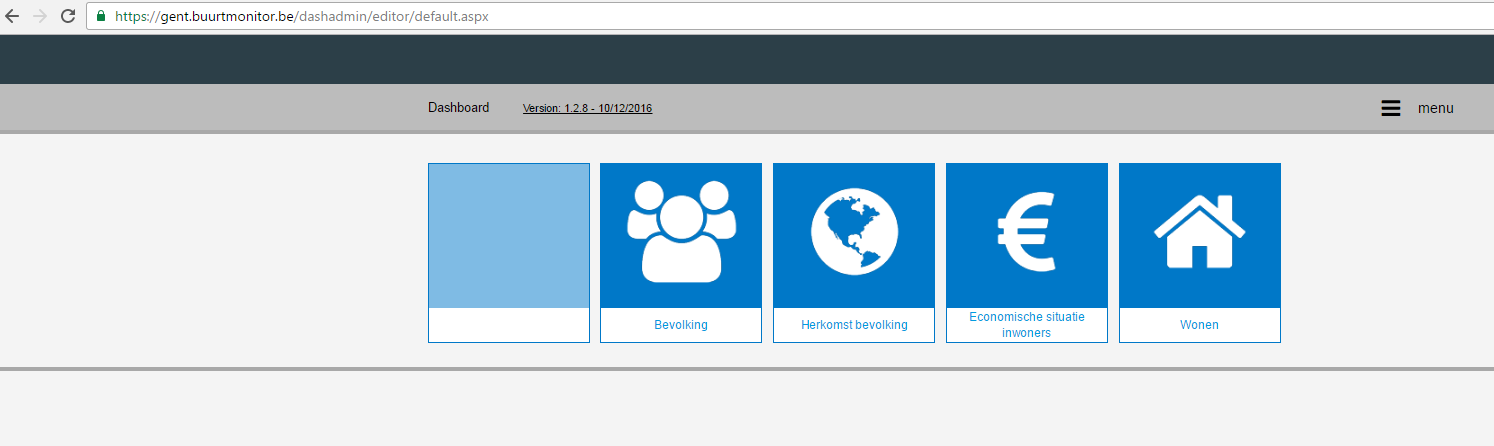 https://gent.buurtmonitor.be/dashadmin/editor/default.aspx
Dashboard
Version: 1.2.8 - 10/12/2016
menu
Bevolking
Herkomst bevolking
Economische situatie
inwoners
Wonen